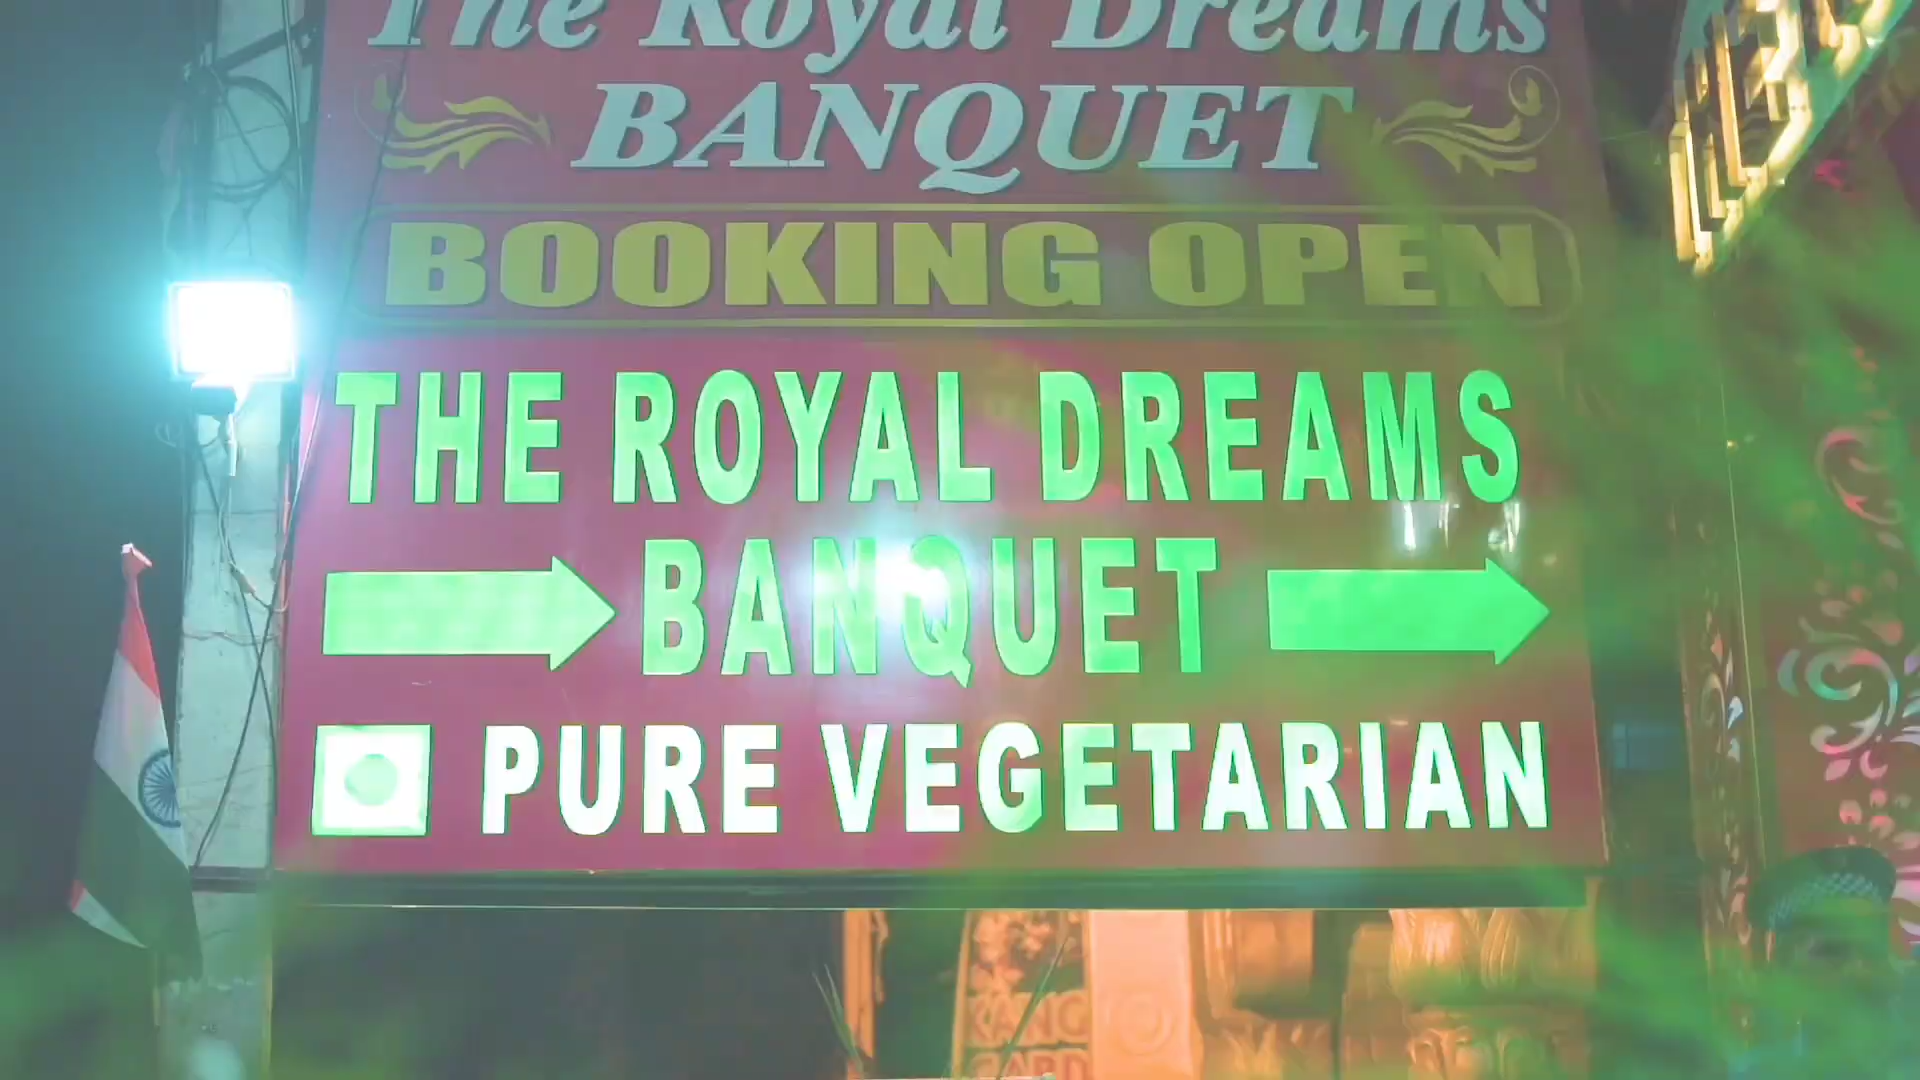 The Royal Dreams
BANQUET
BOOKING OPEN
THE ROYAL DREAMS
BANQUET
PURE VEGETARIAN